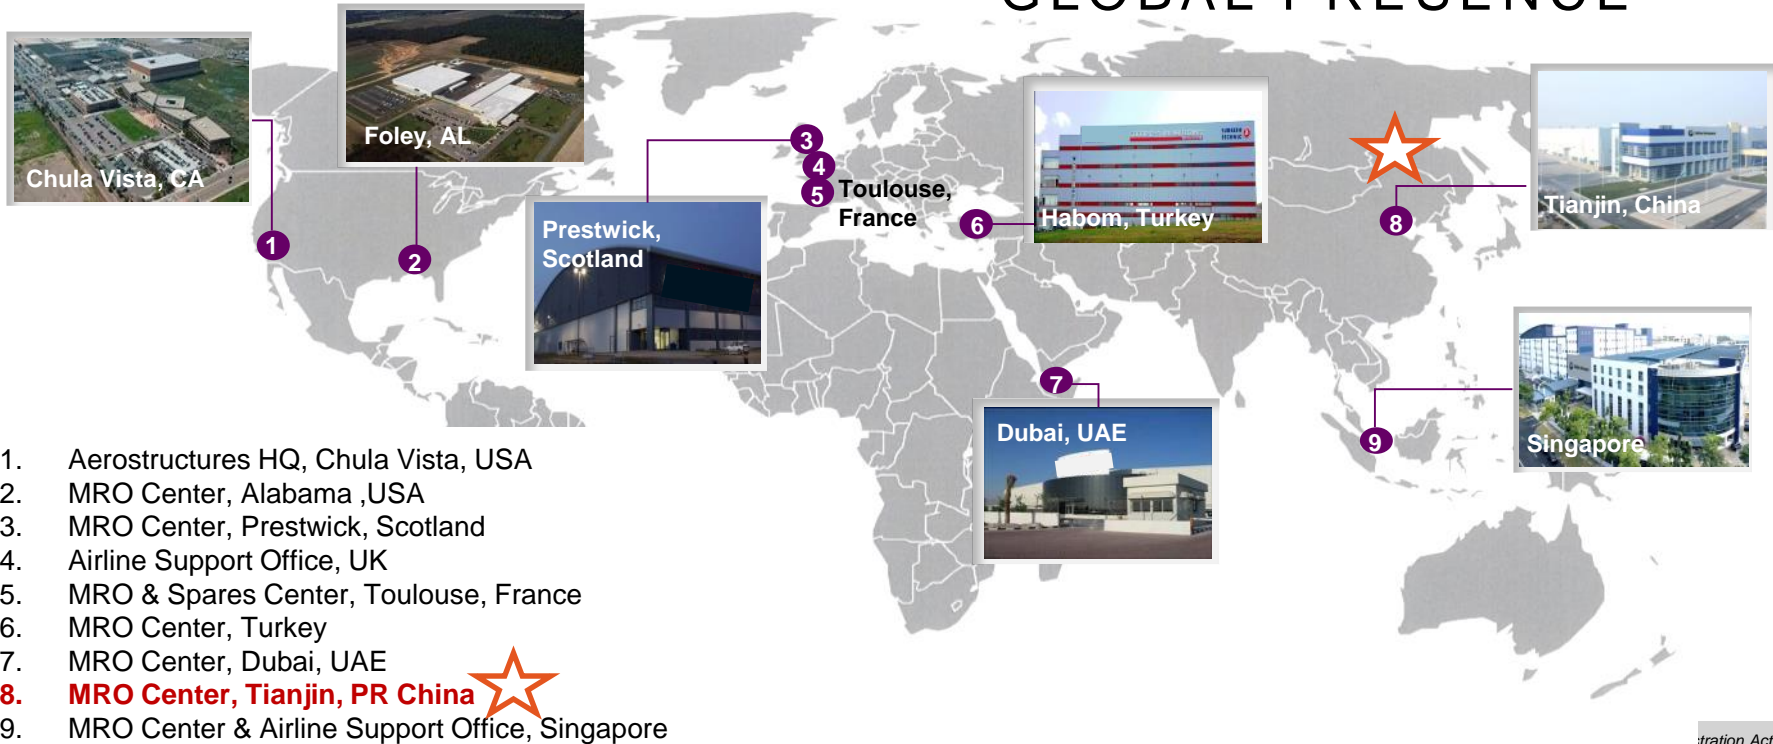 GLOBAL PRESENCE
Chula Vista, CA
Foley, AL
Prestwick,
Scotland
Toulouse,
France
Habom, Turkey
Tianjin, China
Dubai, UAE
Singapore
1
2
3
4
5
6
7
8
9
1. Aerostructures HQ, Chula Vista, USA
2. MRO Center, Alabama ,USA
3. MRO Center, Prestwick, Scotland
4. Airline Support Office, UK
5. MRO & Spares Center, Toulouse, France
6. MRO Center, Turkey
7. MRO Center, Dubai, UAE
8. MRO Center, Tianjin, PR China
9. MRO Center & Airline Support Office, Singapore